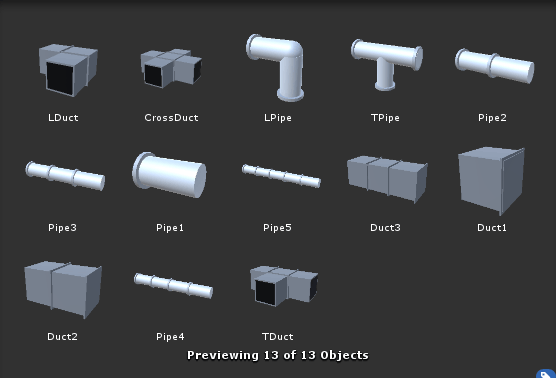 LDuct CrossDuct LPipe TPipe Pipe2
Pipe3 Pipe1 Pipe5 Duct3 Duct1
Duct2 Pipe4 TDuct
Previewing 13 of 13 Objects